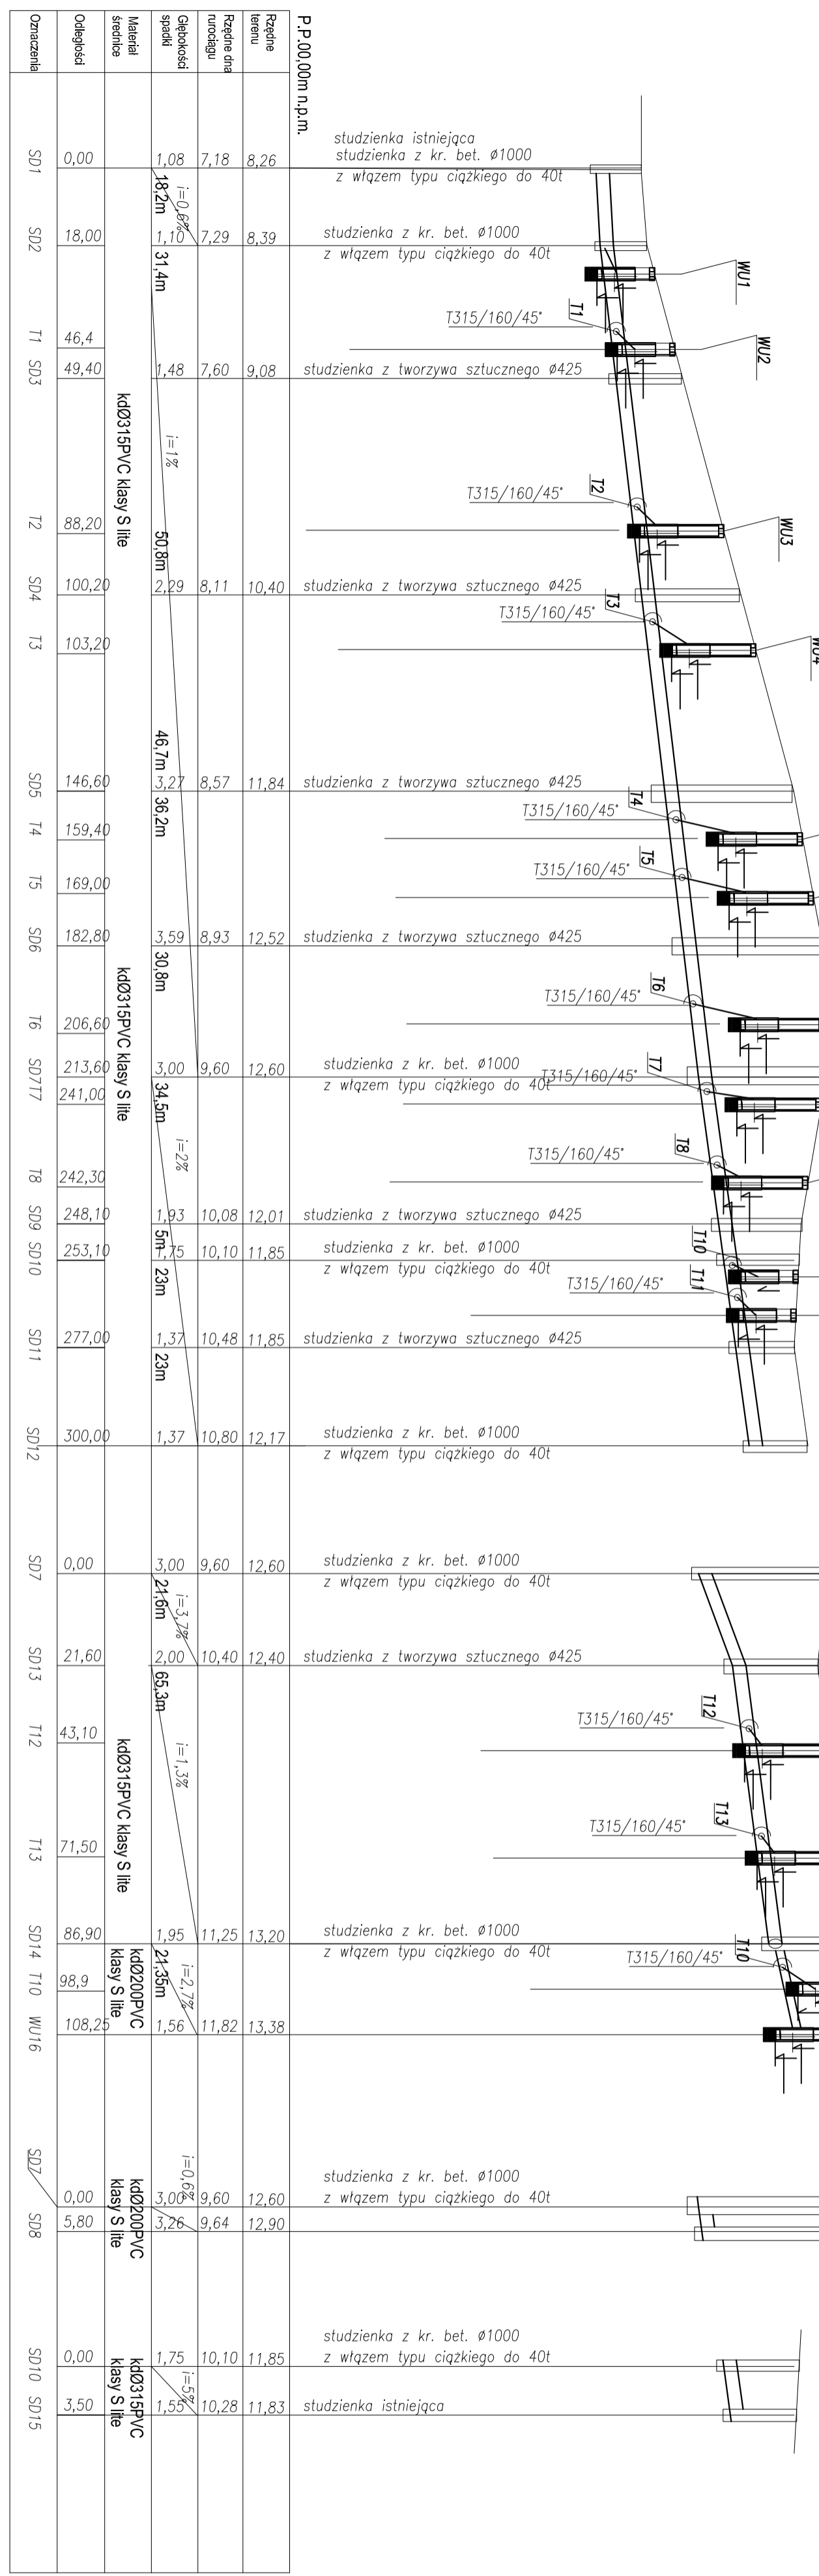 P.P.00,00m n.p.m.
Rzędne
terenu
Rzędne dna
rurociągu
Głębokości
spadki
Materiał
średnice
Odległości
Oznaczenia
studzienka istniejąca
studzienka z kr. bet. ø1000
z włązem typu ciążkiego do 40t
8,26
7,18
1,08
0,00
SD1
18,2m
i=0,6%
studzienka z kr. bet. ø1000
z włązem typu ciążkiego do 40t
8,39
7,29
1,10
18,00
SD2
31,4m
WU1
T1
T315/160/45°
WU2
46,4
T1
studzienka z tworzywa sztucznego ø425
9,08
7,60
1,48
49,40
SD3
kdØ315PVC klasy S lite
i=1%
50,8m
T2
T315/160/45°
WU3
88,20
T2
studzienka z tworzywa sztucznego ø425
10,40
8,11
2,29
100,20
SD4
T3
T315/160/45°
WU4
103,20
T3
46,7m
studzienka z tworzywa sztucznego ø425
11,84
8,57
3,27
146,60
SD5
36,2m
T4
T315/160/45°
159,40
T4
T5
T315/160/45°
169,00
T5
studzienka z tworzywa sztucznego ø425
12,52
8,93
3,59
182,80
SD6
30,8m
kdØ315PVC klasy S lite
T6
T315/160/45°
206,60
T6
studzienka z kr. bet. ø1000
z włązem typu ciążkiego do 40t
12,60
9,60
3,00
213,60
SD7
34,5m
i=2%
T7
T315/160/45°
241,00
T7
T8
T315/160/45°
242,30
T8
studzienka z tworzywa sztucznego ø425
12,01
10,08
1,93
248,10
SD9
5m
studzienka z kr. bet. ø1000
z włązem typu ciążkiego do 40t
11,85
10,10
1,75
253,10
SD10
23m
T10
T11
T315/160/45°
studzienka z tworzywa sztucznego ø425
11,85
10,48
1,37
277,00
SD11
23m
studzienka z kr. bet. ø1000
z włązem typu ciążkiego do 40t
12,17
10,80
1,37
300,00
SD12
studzienka z kr. bet. ø1000
z włązem typu ciążkiego do 40t
12,60
9,60
3,00
0,00
SD7
21,6m
i=3,7%
studzienka z tworzywa sztucznego ø425
12,40
10,40
2,00
21,60
SD13
65,3m
i=1,3%
kdØ315PVC klasy S lite
T12
T315/160/45°
43,10
T12
T13
T315/160/45°
71,50
T13
studzienka z kr. bet. ø1000
z włązem typu ciążkiego do 40t
13,20
11,25
1,95
86,90
SD14
21,35m
i=2,7%
kdØ200PVC
klasy S lite
T10
T315/160/45°
98,9
T10
13,38
11,82
1,56
108,25
WU16
studzienka z kr. bet. ø1000
z włązem typu ciążkiego do 40t
12,60
9,60
3,00
0,00
SD7
i=0,6%
kdØ200PVC
klasy S lite
12,90
9,64
3,26
5,80
SD8
studzienka z kr. bet. ø1000
z włązem typu ciążkiego do 40t
11,85
10,10
1,75
0,00
SD10
i=5%
kdØ315PVC
klasy S lite
studzienka istniejąca
11,83
10,28
1,55
3,50
SD15